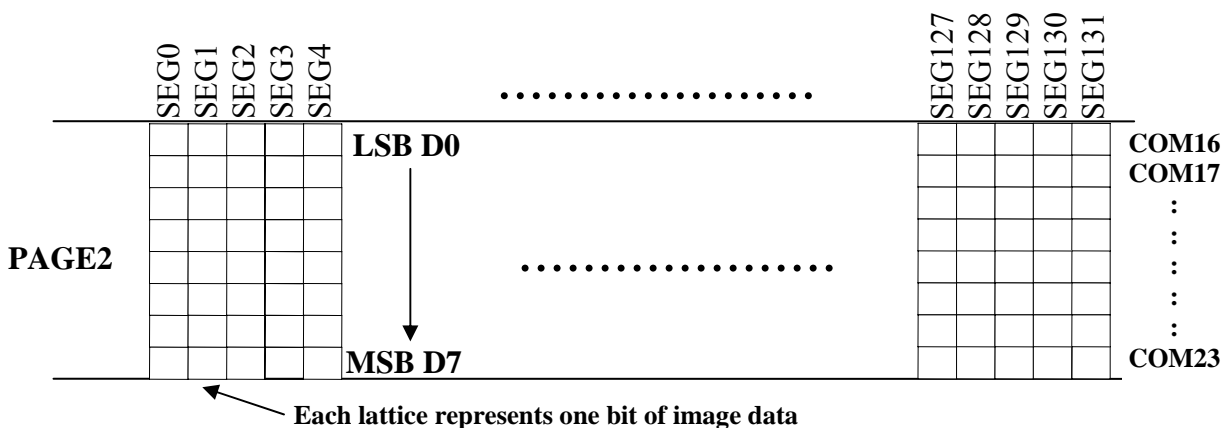 SEG0 SEG1 SEG2 SEG3 SEG4 SEG127 SEG128 SEG129 SEG130 SEG131
....................
LSB D0 COM16
COM17
:
:
PAGE2 .................... :
:
:
MSB D7 COM23
Each lattice represents one bit of image data